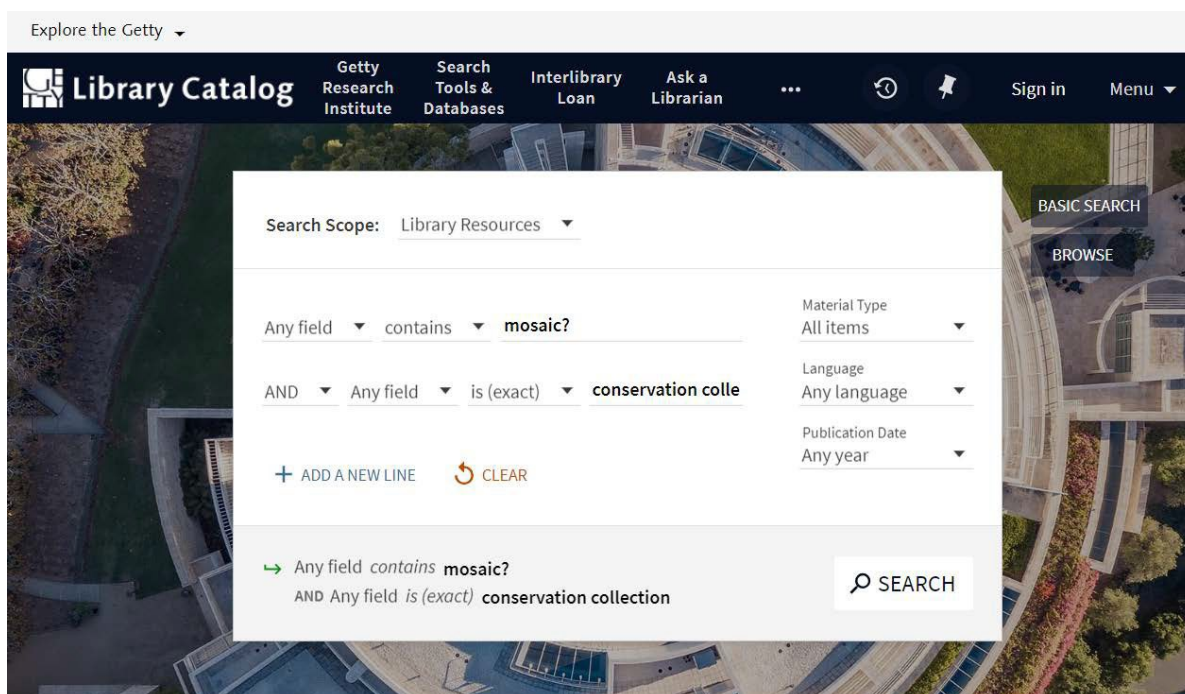 Explore the Getty
Library Catalog
Getty Research Institute
Search Tools & Databases
Interlibrary Loan
Ask a Librarian
...
Sign in
Menu
BASIC SEARCH
BROWSE
Search Scope: Library Resources
Any field contains mosaic?
AND Any field is (exact) conservation colle
+ ADD A NEW LINE
CLEAR
Material Type
All items
Language
Any language
Publication Date
Any year
Any field contains mosaic?
AND Any field is (exact) conservation collection
SEARCH